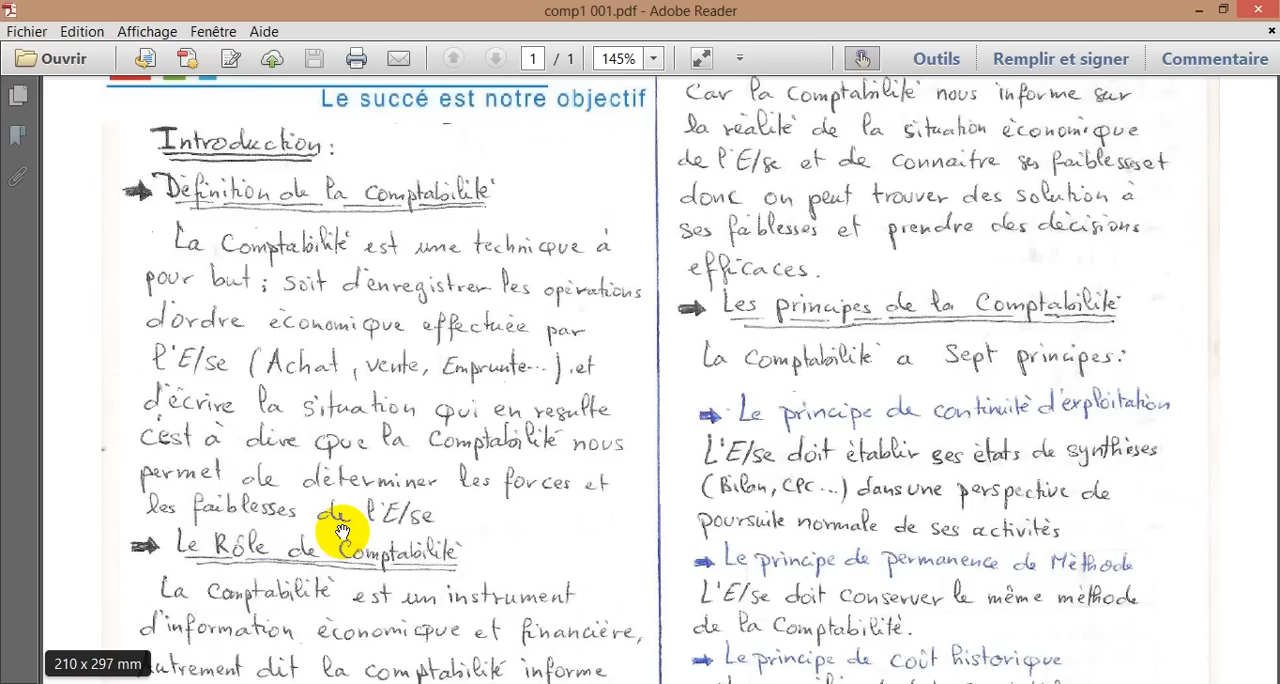 comp1 001.pdf - Adobe Reader
Fichier Edition Affichage Fenêtre Aide
Ouvrir
1 / 1
145%
Outils
Remplir et signer
Commentaire
Le succé est notre objectif
Introduction :
Définition de la comptabilité
La Comptabilité est une technique à
pour but ; soit d'enregistrer les opérations
d'ordre économique effectuée par
l'E/se (Achat, vente, Emprunte...), et
d'écrire la situation qui en resulte
c'est à dire que la Comptabilité nous
permet de déterminer les forces et
les faiblesses de l'E/se
Le Rôle de Comptabilité
La Comptabilité est un instrument
d'information économique et financière,
autrement dit la comptabilité informe
210 x 297 mm
Car la comptabilité nous informe sur
la réalité de la situation économique
de l'E/se et de connaitre ses faiblesses et
donc on peut trouver des solution à
ses faiblesses et prendre des décisions
efficaces.
Les principes de la Comptabilité
La comptabilité a Sept principes :
Le principe de continuité d'exploitation
L'E/se doit établir ses états de synthèses
(Bilan, CPC...) dans une perspective de
poursuite normale de ses activités
Le principe de permanence de Méthode
L'E/se doit conserver le même méthode
de la Comptabilité.
Le principe de coût historique